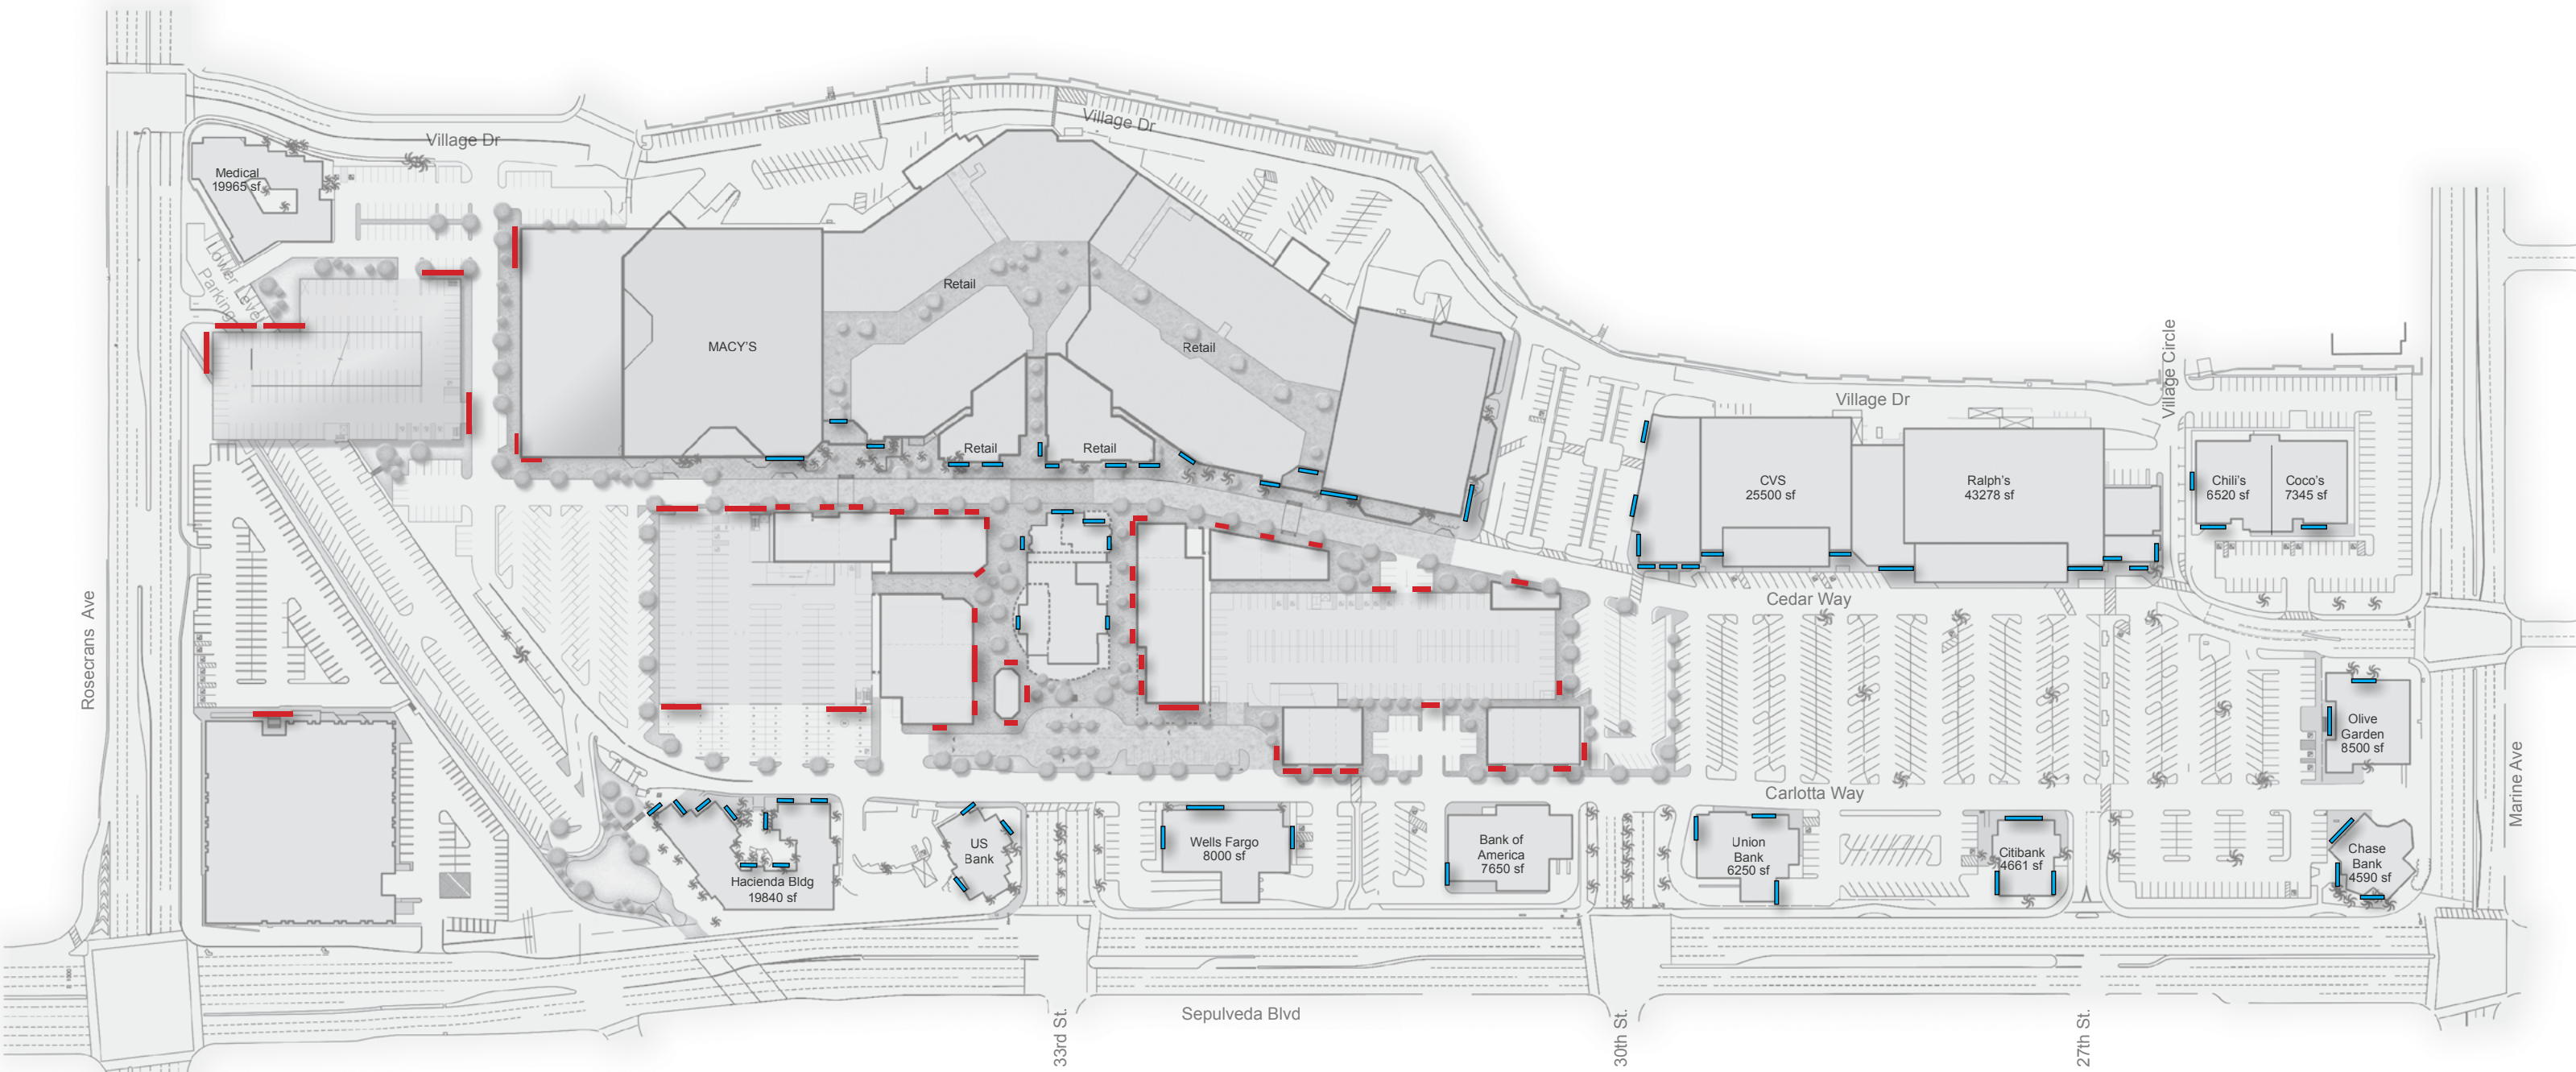 Village Dr
Village Dr
Medical
19965 sf
Lower Level
Parking
Retail
MACY'S
Retail
Retail
Retail
Village Dr
Village Circle
CVS
25500 sf
Ralph's
43278 sf
Chili's
6520 sf
Coco's
7345 sf
Cedar Way
Rosecrans Ave
Olive
Garden
8500 sf
Marine Ave
Carlotta Way
Hacienda Bldg
19840 sf
US
Bank
Wells Fargo
8000 sf
Bank of
America
7650 sf
Union
Bank
6250 sf
Citibank
4661 sf
Chase
Bank
4590 sf
Sepulveda Blvd
33rd St.
30th St.
27th St.